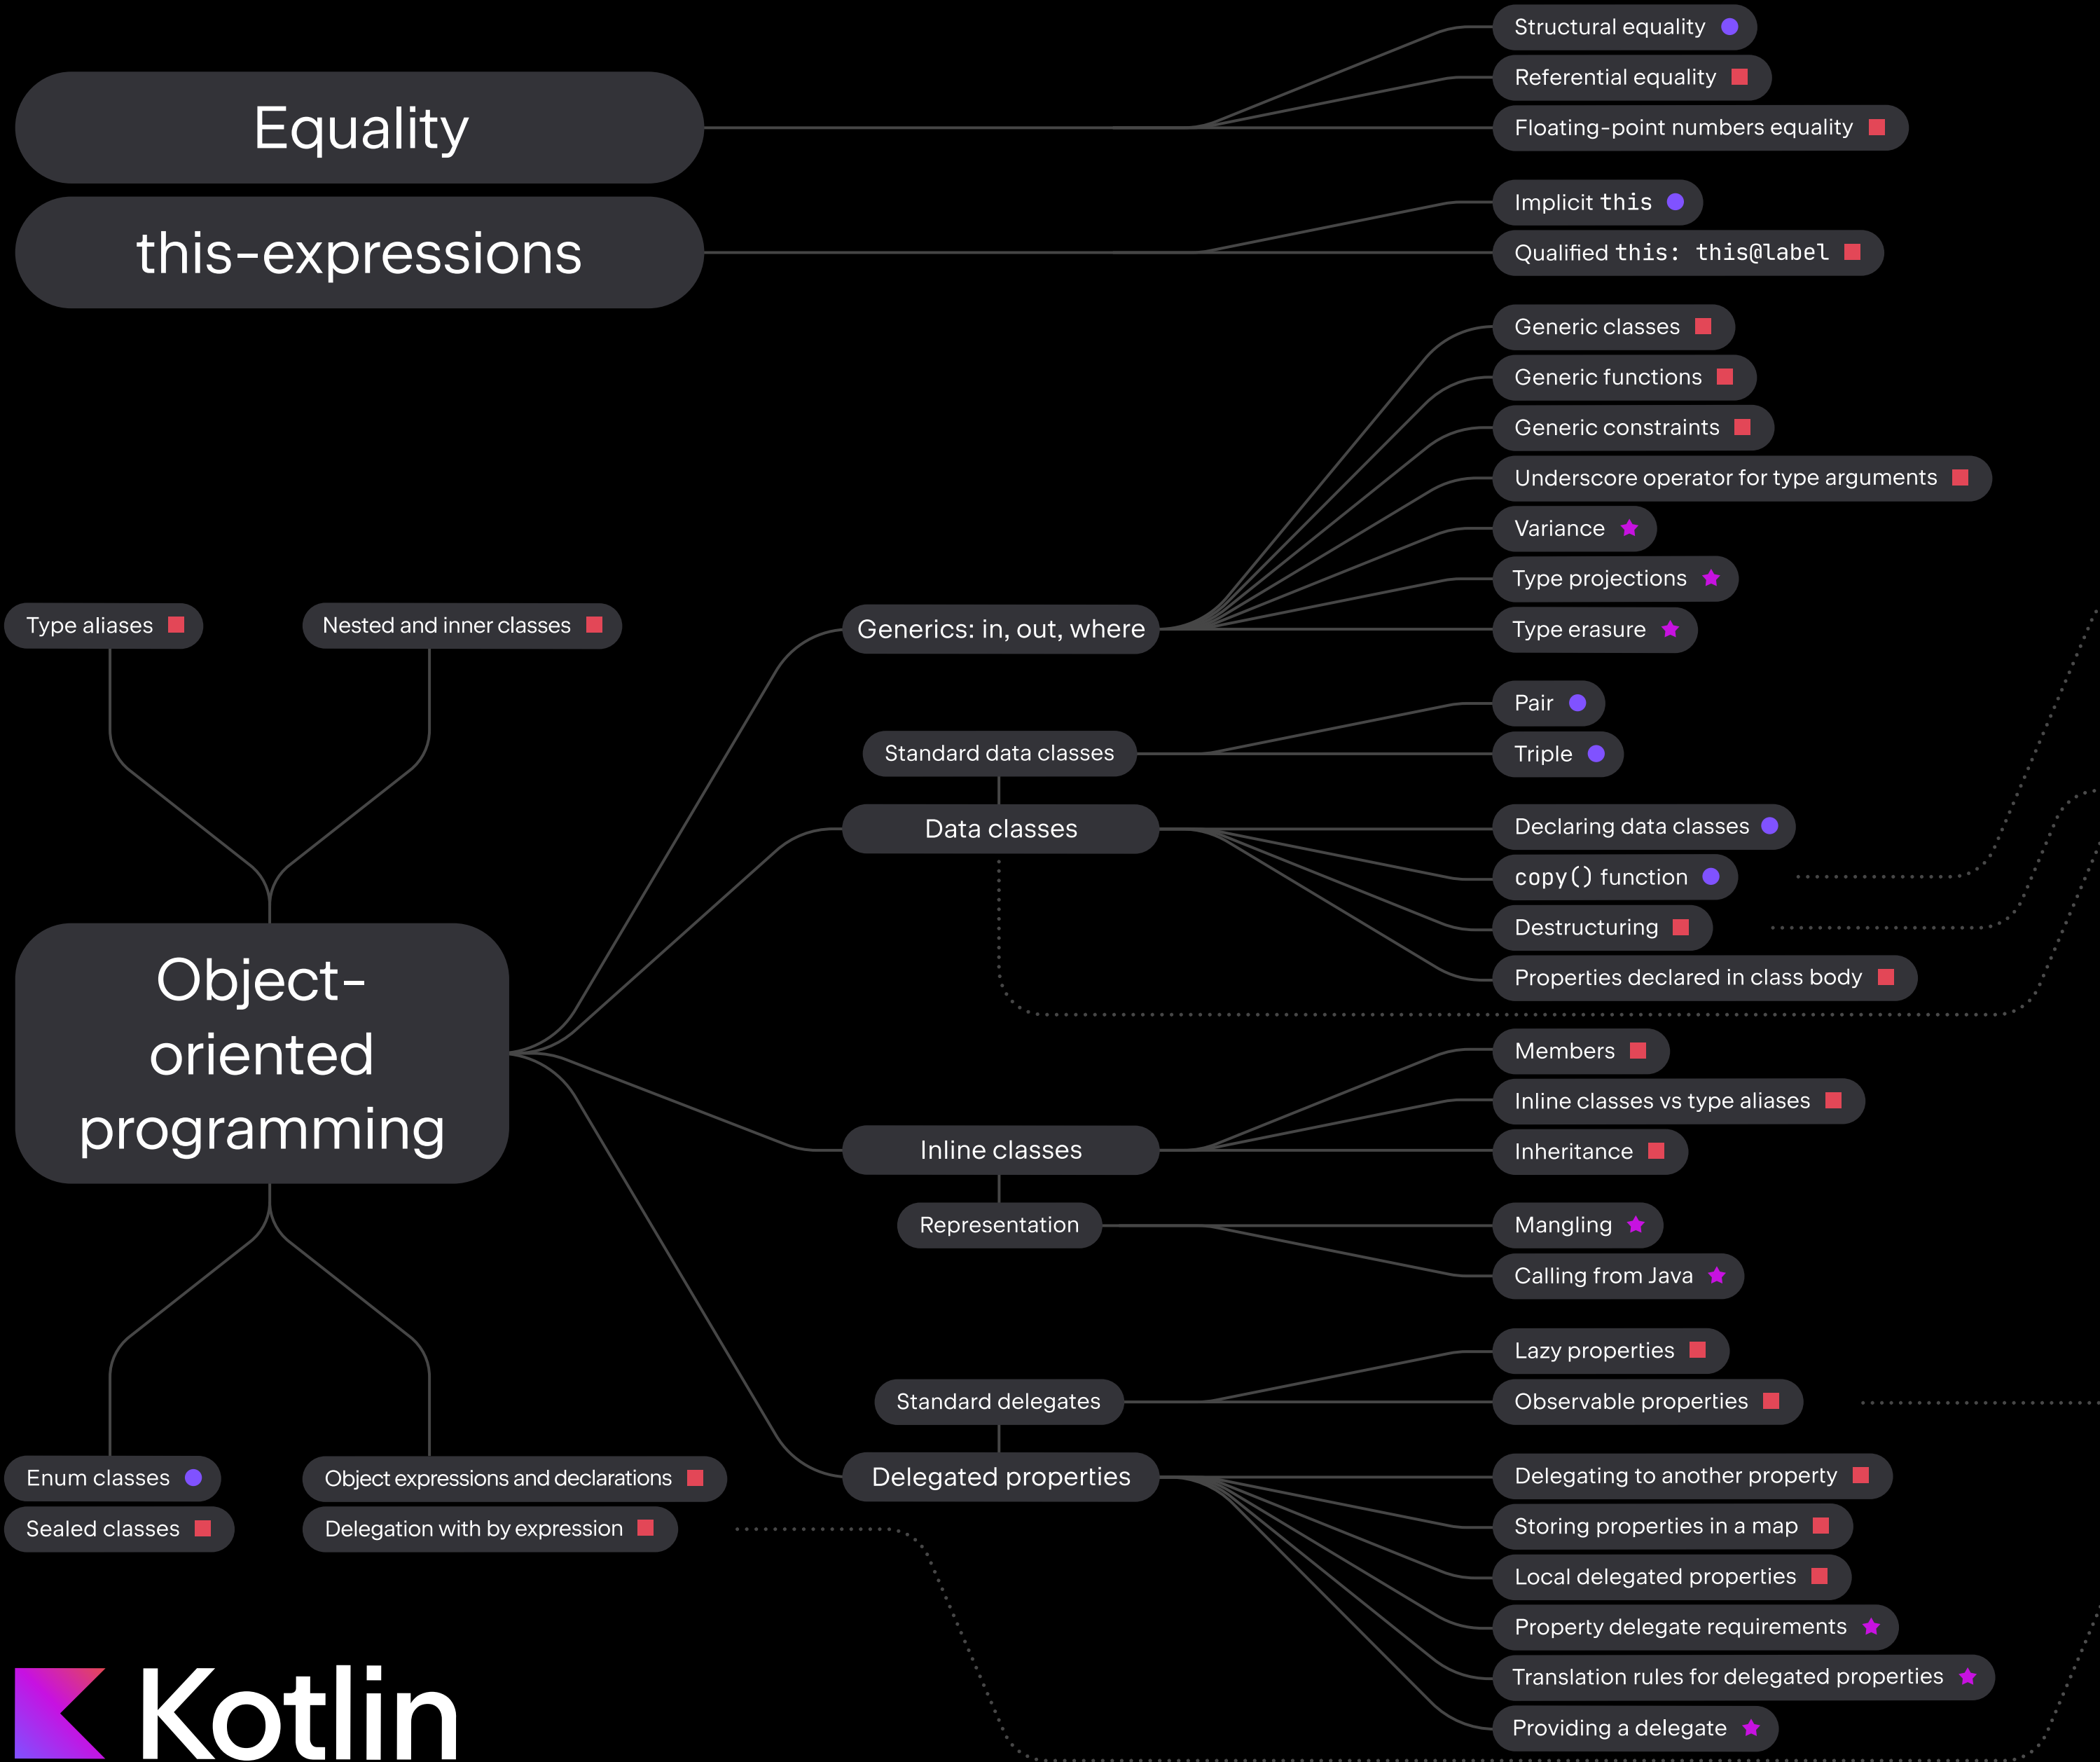 Equality
Structural equality
Referential equality
Floating-point numbers equality
this-expressions
Implicit this
Qualified this: this@label
Type aliases
Nested and inner classes
Object-
oriented
programming
Enum classes
Sealed classes
Object expressions and declarations
Delegation with by expression
Generics: in, out, where
Generic classes
Generic functions
Generic constraints
Underscore operator for type arguments
Variance
Type projections
Type erasure
Standard data classes
Pair
Triple
Data classes
Declaring data classes
copy() function
Destructuring
Properties declared in class body
Inline classes
Members
Inline classes vs type aliases
Inheritance
Representation
Mangling
Calling from Java
Standard delegates
Lazy properties
Observable properties
Delegated properties
Delegating to another property
Storing properties in a map
Local delegated properties
Property delegate requirements
Translation rules for delegated properties
Providing a delegate
Kotlin